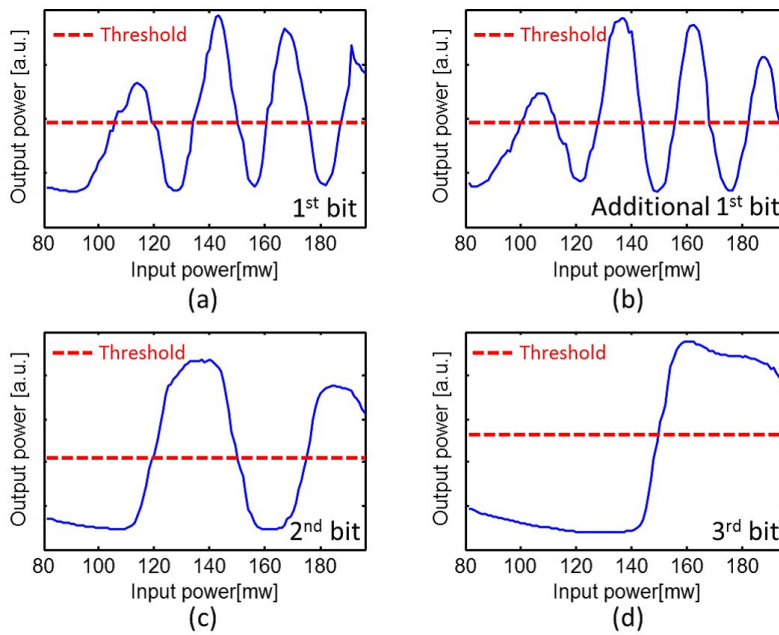 Output power [a.u.]
Threshold
1st bit
80 100 120 140 160 180
Input power[mw]
(a)
Output power [a.u.]
Threshold
Additional 1st bit
80 100 120 140 160 180
Input power[mw]
(b)
Output power [a.u.]
Threshold
2nd bit
80 100 120 140 160 180
Input power[mw]
(c)
Output power [a.u.]
Threshold
3rd bit
80 100 120 140 160 180
Input power[mw]
(d)